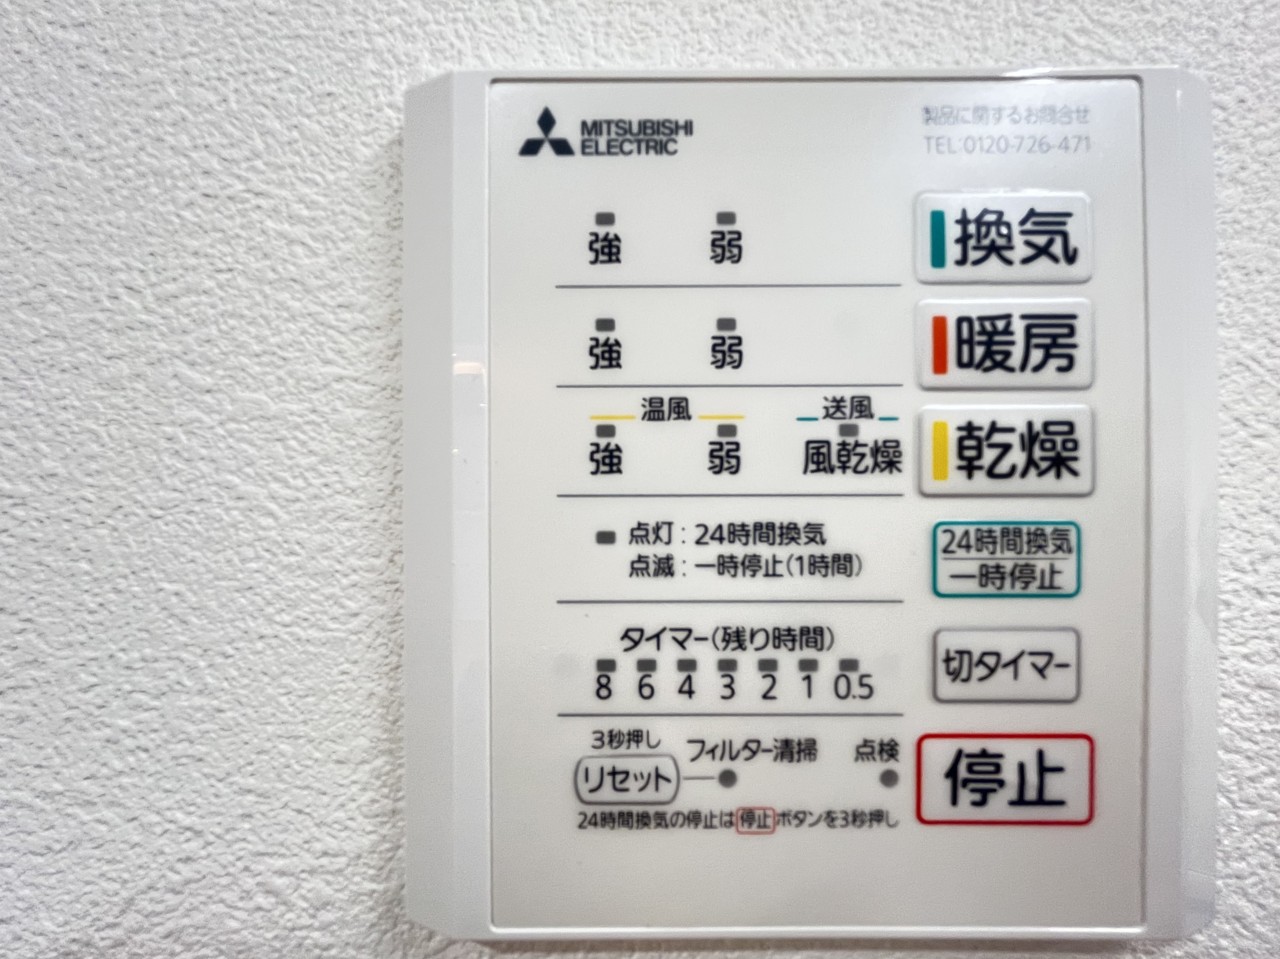 MITSUBISHI
ELECTRIC
製品に関するお問合せ
TEL:0120-726-471
強 弱 換気
強 弱 暖房
温風 送風
強 弱 風乾燥 乾燥
点灯:24時間換気
点滅:一時停止(1時間)
24時間換気
一時停止
タイマー(残り時間)
8 6 4 3 2 1 0.5
切タイマー
3秒押し
リセット フィルター清掃 点検
停止
24時間換気の停止は停止ボタンを3秒押し